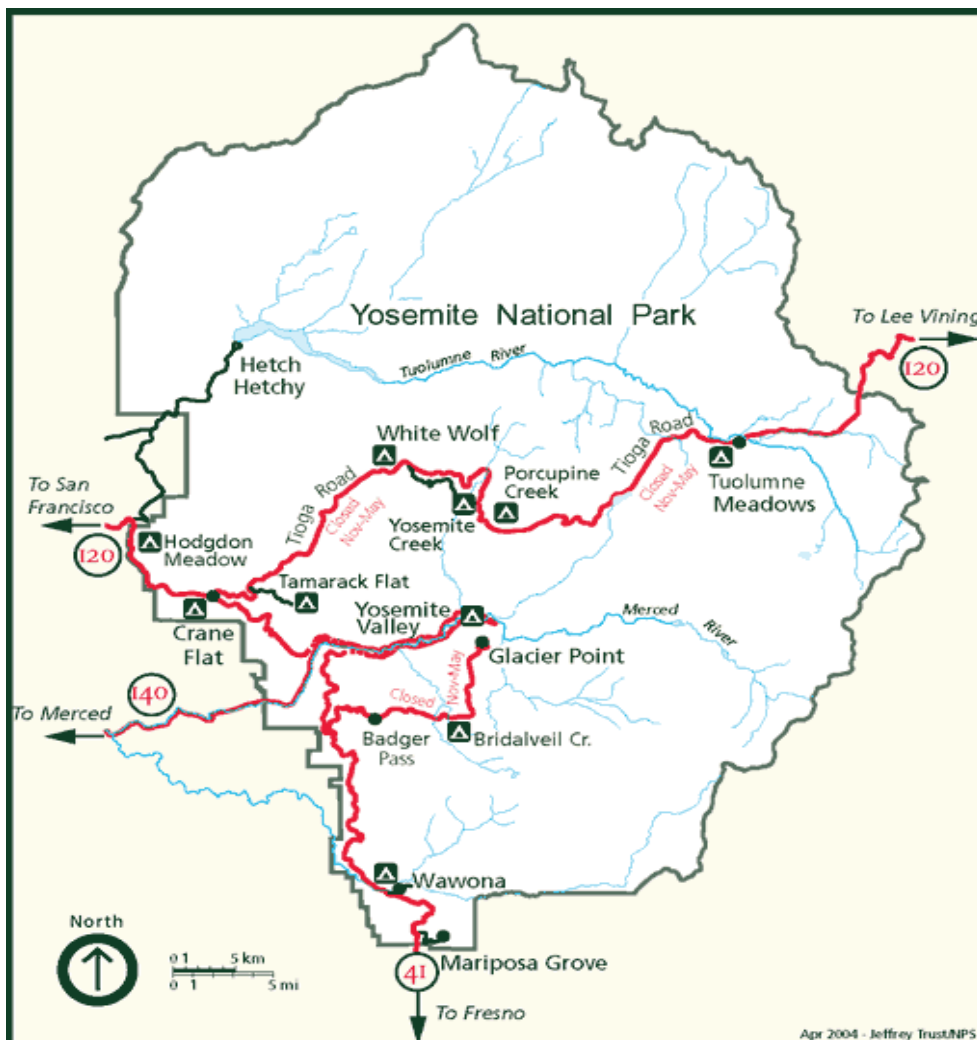 Yosemite National Park
To Lee Vining
120
Tuolumne River
Hetch
Hetchy
White Wolf
Tioga Road
Closed
Nov-May
Porcupine
Creek
Tioga Road
Closed
Nov-May
Tuolumne
Meadows
To San
Francisco
120
Hodgdon
Meadow
Yosemite
Creek
Tamarack Flat
Crane
Flat
Yosemite
Valley
Merced River
Glacier Point
Closed Nov-May
140
To Merced
Badger
Pass
Bridalveil Cr.
Wawona
North
0 1 5 km
0 1 5 mi
Mariposa Grove
41
To Fresno
Apr 2004 - Jeffrey Trust/NPS